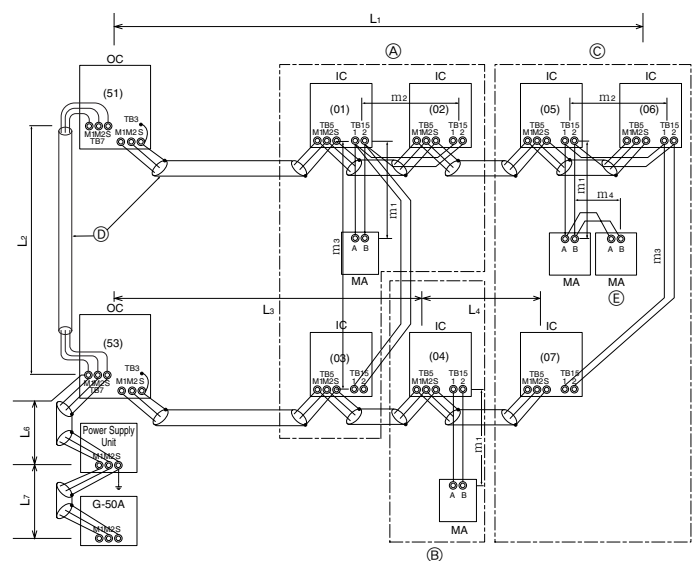 L1
OC
A
C
(51)
IC
IC
IC
IC
TB3
M1M2S
TB7
M1M2S
(01)
m2
(02)
(05)
m2
(06)
TB5
M1M2S
TB15
1 2
TB5
M1M2S
TB15
1 2
TB5
M1M2S
TB15
1 2
TB5
M1M2S
TB15
1 2
L2
D
m3
m1
m1
m4
m3
A B
MA
A B
MA
A B
MA
E
OC
L3
L4
(53)
IC
IC
IC
TB3
M1M2S
TB7
M1M2S
(03)
(04)
(07)
TB5
M1M2S
TB15
1 2
TB5
M1M2S
TB15
1 2
TB5
M1M2S
TB15
1 2
L6
Power Supply
Unit
M1M2S
m1
L7
G-50A
M1M2S
A B
MA
B